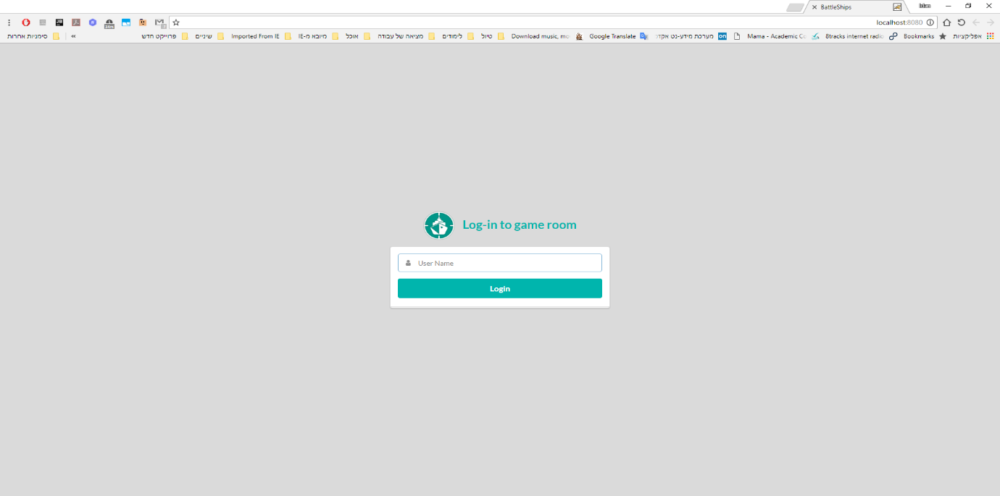 BattleShips
localhost:8080
אפליקציות Bookmarks 8tracks internet radio Mama - Academic Co מערכת מידע-נט אקדמ Google Translate Download music, mo טיול לימודים מציאה של עבודה אוכל מיובא מ-IE Imported From IE שיניים פרוייקט חדש » סימניות אחרות
Log-in to game room
User Name
Login